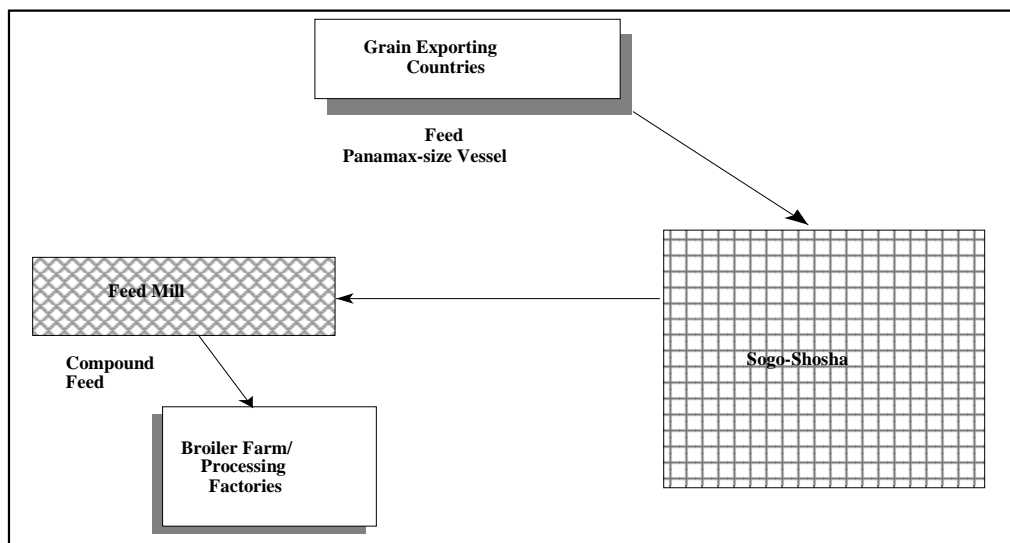 Grain Exporting
Countries
Feed
Panamax-size Vessel
Feed Mill
Sogo-Shosha
Compound
Feed
Broiler Farm/
Processing
Factories